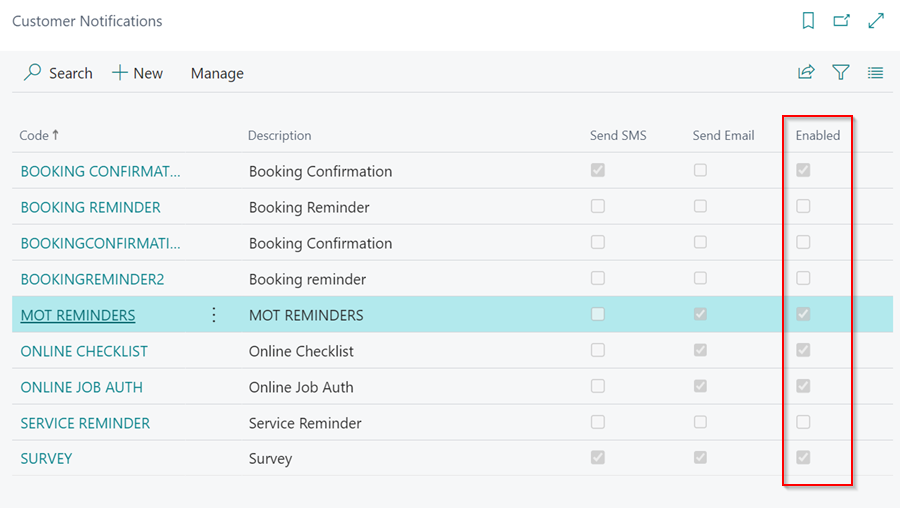 Customer Notifications
Search New Manage
Code Description Send SMS Send Email Enabled
BOOKING CONFIRMAT... Booking Confirmation
BOOKING REMINDER Booking Reminder
BOOKINGCONFIRMATI... Booking Confirmation
BOOKINGREMINDER2 Booking reminder
MOT REMINDERS MOT REMINDERS
ONLINE CHECKLIST Online Checklist
ONLINE JOB AUTH Online Job Auth
SERVICE REMINDER Service Reminder
SURVEY Survey